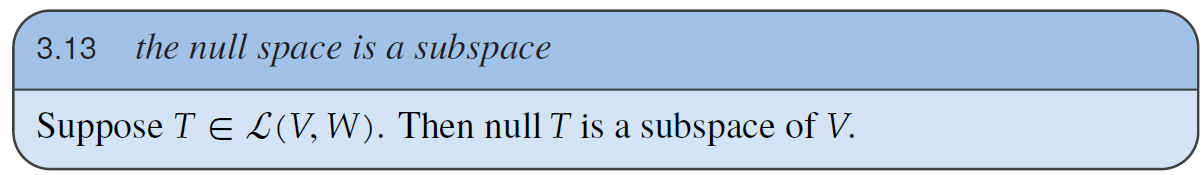 3.13 the null space is a subspace
Suppose T ∈ ℒ(V, W). Then null T is a subspace of V.